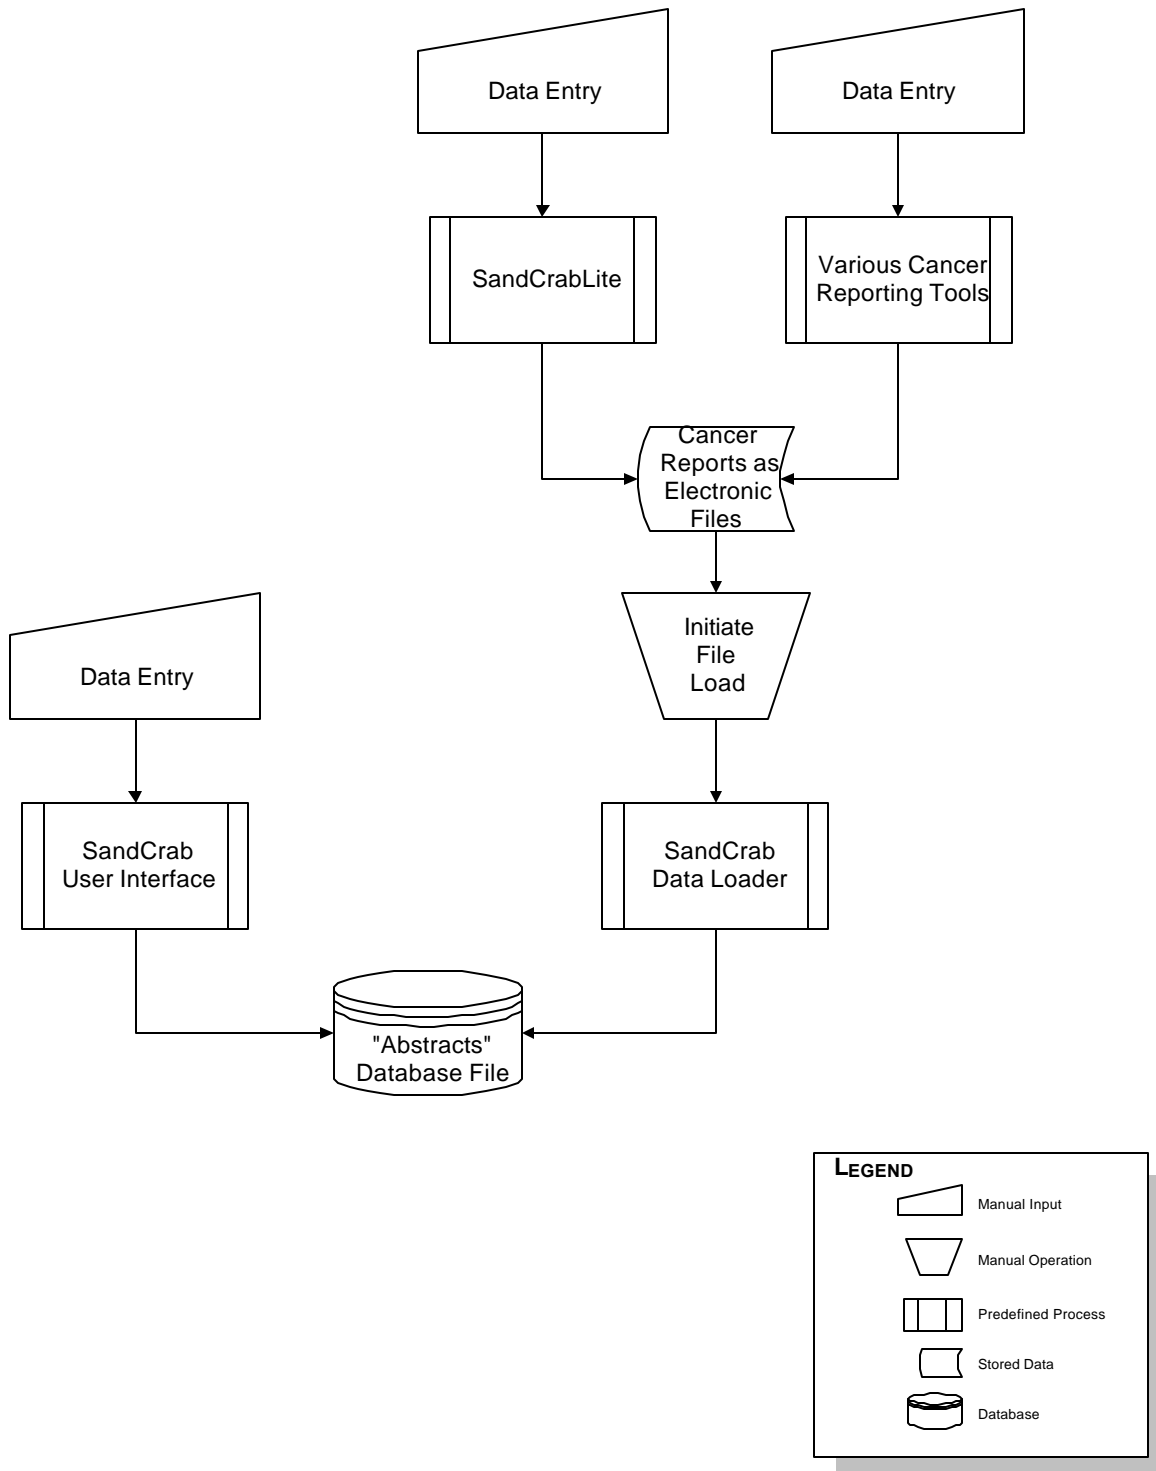 Data Entry
Data Entry
SandCrabLite
Various Cancer
Reporting Tools
Cancer
Reports as
Electronic
Files
Initiate
File
Load
Data Entry
SandCrab
User Interface
SandCrab
Data Loader
"Abstracts"
Database File
LEGEND
Manual Input
Manual Operation
Predefined Process
Stored Data
Database